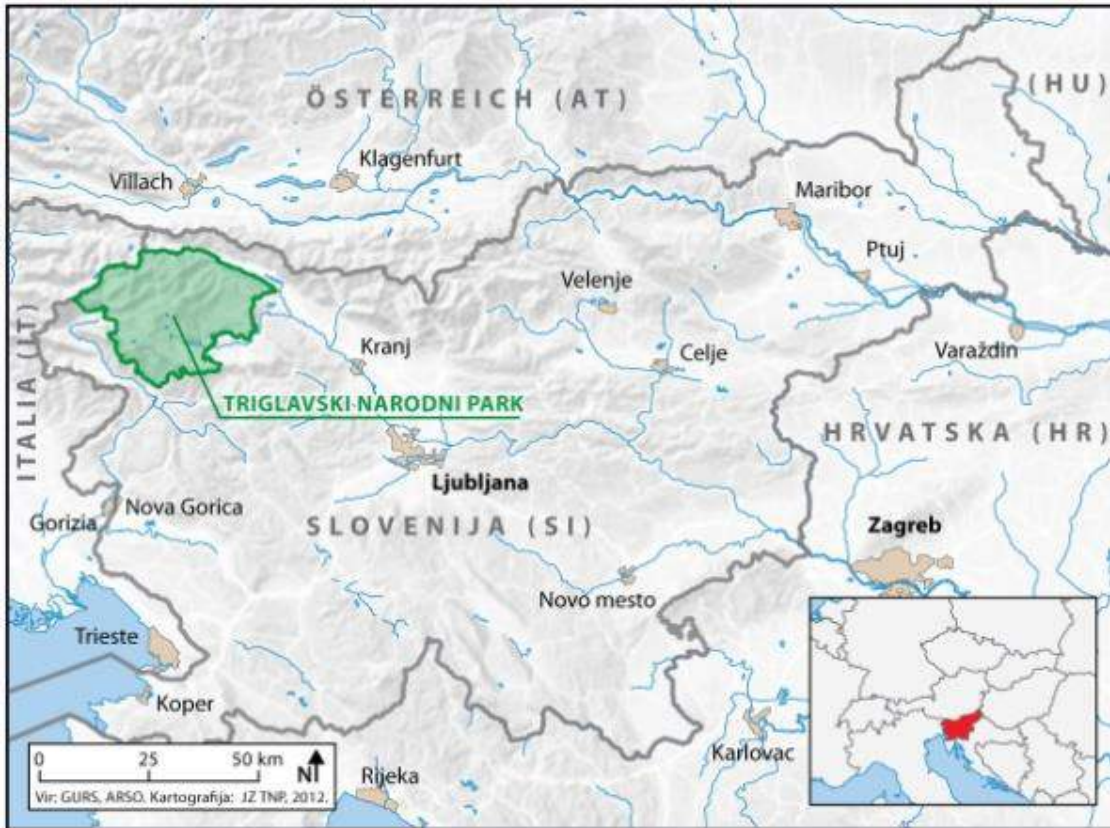 ÖSTERREICH (AT)
(HU)
Klagenfurt
Villach
Maribor
Ptuj
Velenje
ITALIA (IT)
Kranj
Celje
Varaždin
TRIGLAVSKI NARODNI PARK
HRVATSKA (HR)
Ljubljana
Nova Gorica
Gorizia
SLOVENIJA (SI)
Zagreb
Novo mesto
Trieste
Koper
Karlovac
0 25 50 km
N
Rijeka
Vir: GURS, ARSO. Kartografija: JZ TNP, 2012.